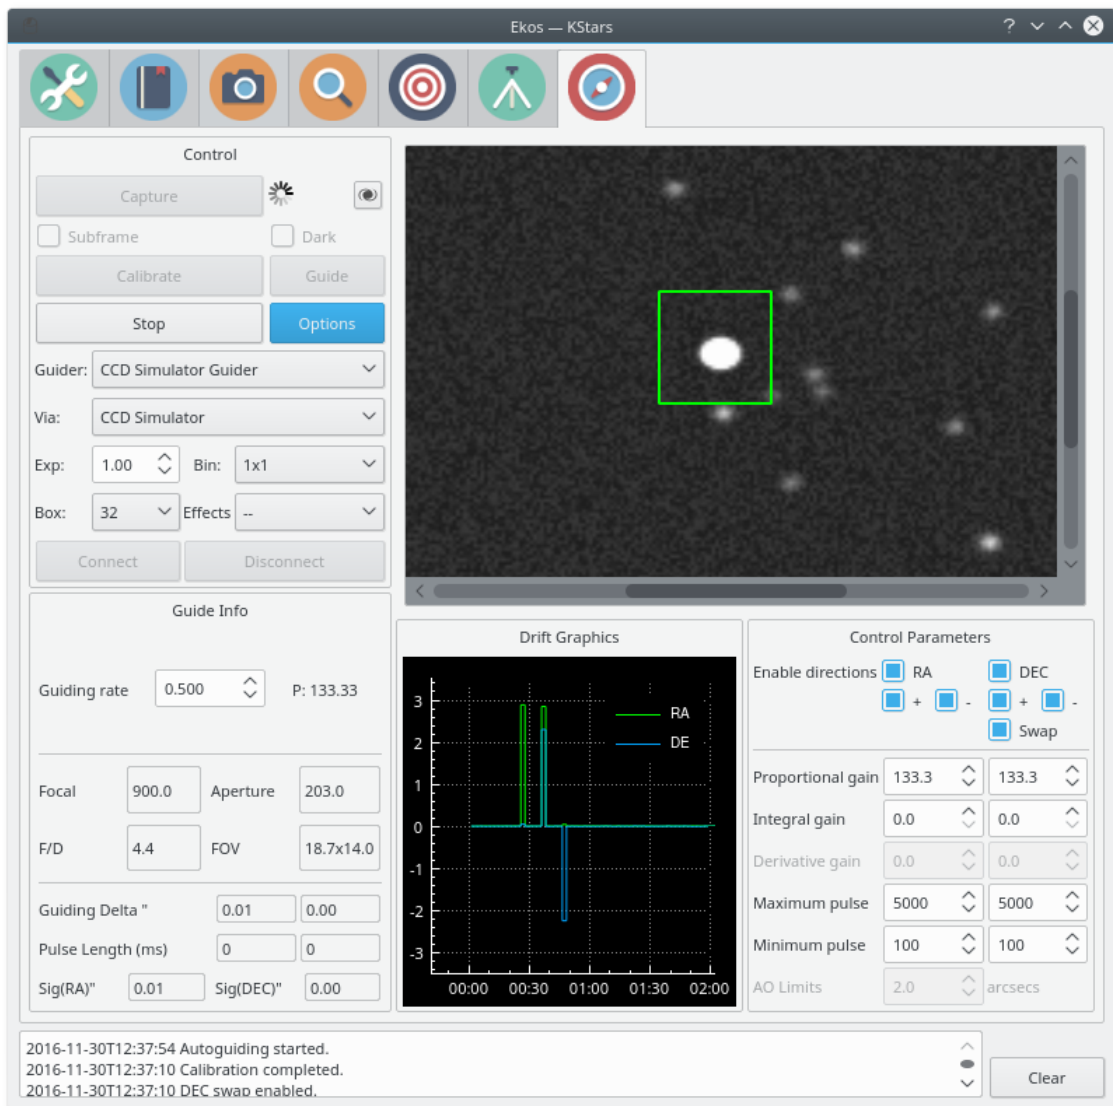 Ekos — KStars
?
Control
Capture
Subframe Dark
Calibrate Guide
Stop Options
Guider: CCD Simulator Guider
Via: CCD Simulator
Exp: 1.00 Bin: 1x1
Box: 32 Effects --
Connect Disconnect
Guide Info
Guiding rate 0.500 P: 133.33
Focal 900.0 Aperture 203.0
F/D 4.4 FOV 18.7x14.0
Guiding Delta " 0.01 0.00
Pulse Length (ms) 0 0
Sig(RA)" 0.01 Sig(DEC)" 0.00
Drift Graphics
3
2
1
0
-1
-2
-3
RA
DE
00:00 00:30 01:00 01:30 02:00
Control Parameters
Enable directions RA DEC
+ - + -
Swap
Proportional gain 133.3 133.3
Integral gain 0.0 0.0
Derivative gain 0.0 0.0
Maximum pulse 5000 5000
Minimum pulse 100 100
AO Limits 2.0 arcsecs
2016-11-30T12:37:54 Autoguiding started.
2016-11-30T12:37:10 Calibration completed.
2016-11-30T12:37:10 DEC swap enabled.
Clear